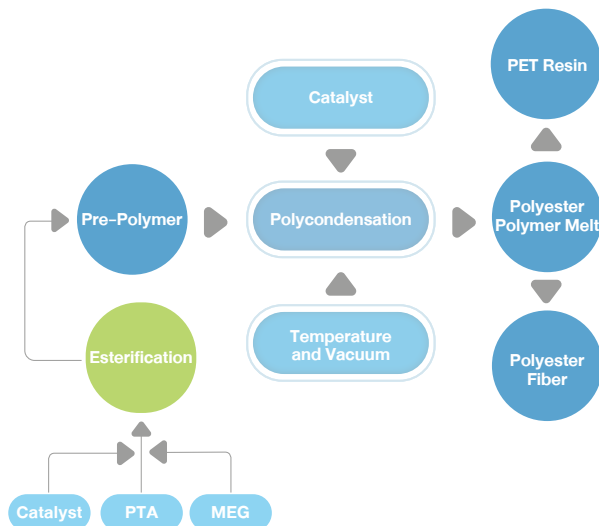 PET Resin
Catalyst
Pre-Polymer
Polycondensation
Polyester
Polymer Melt
Esterification
Temperature
and Vacuum
Polyester
Fiber
Catalyst
PTA
MEG